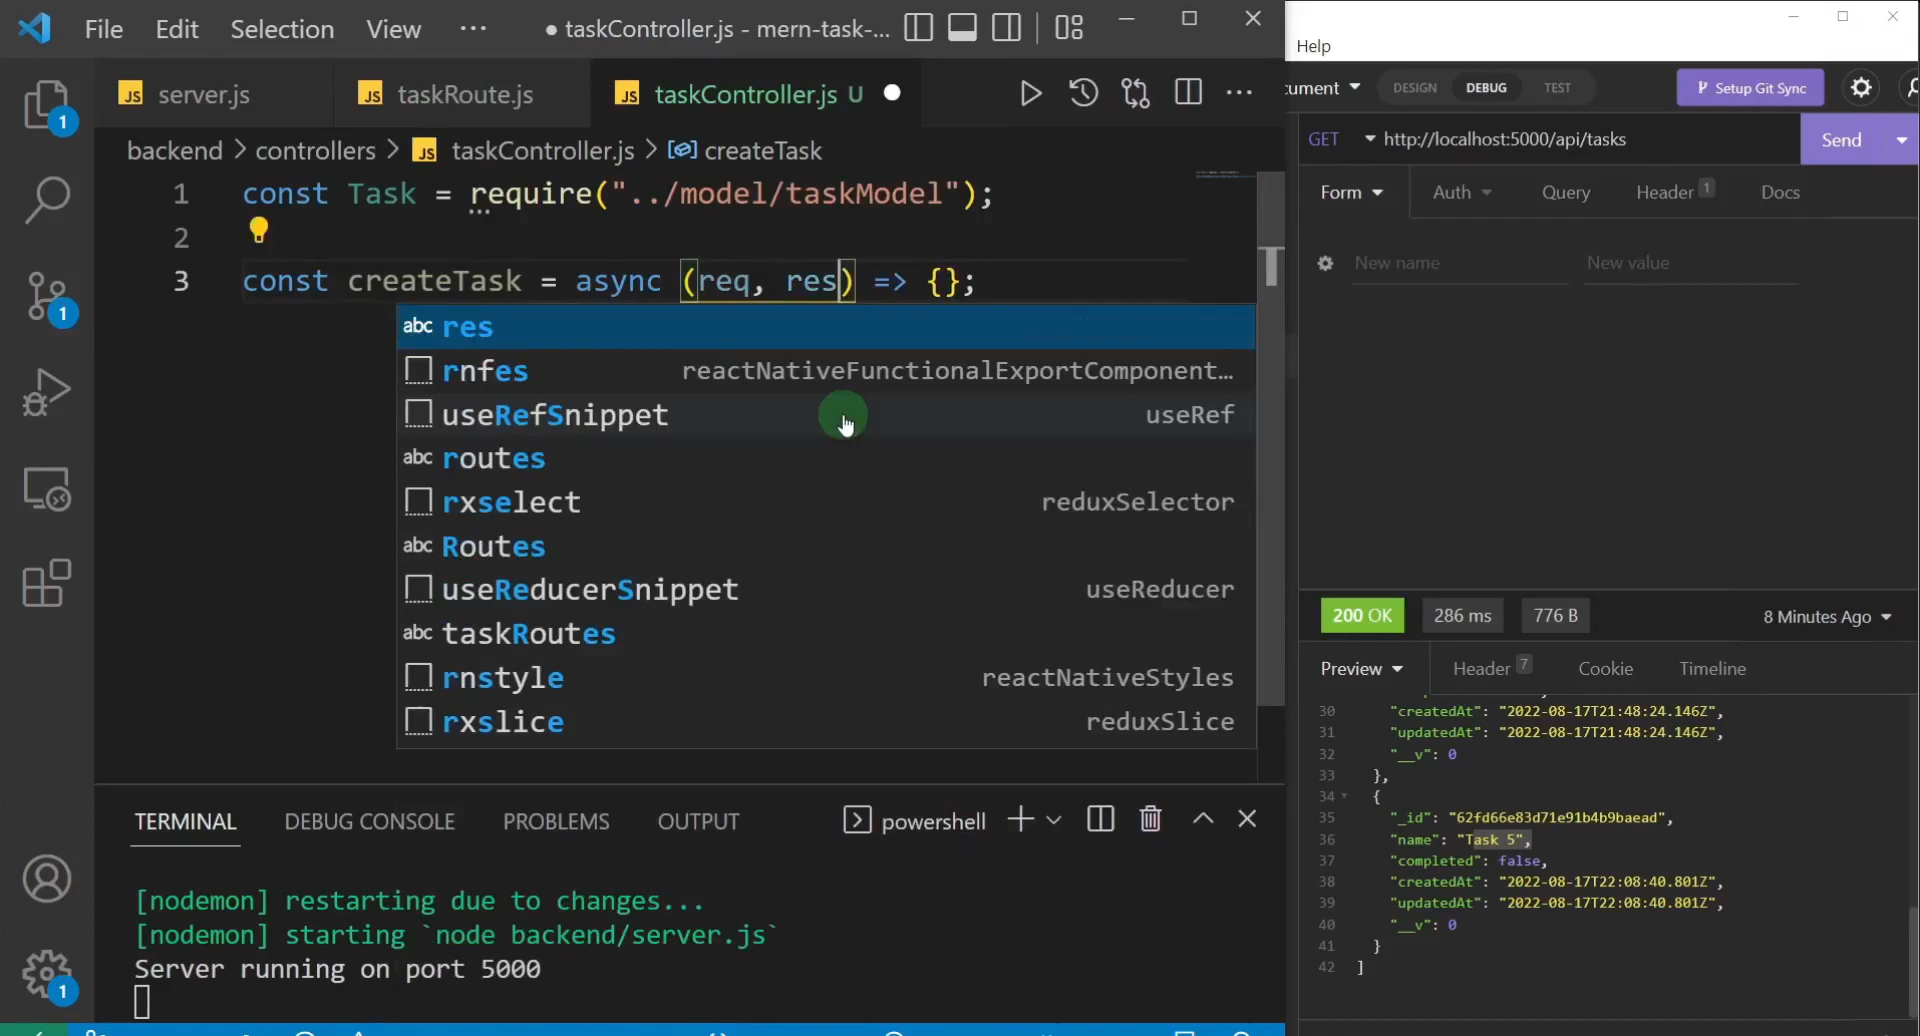 File Edit Selection View ··· ● taskController.js - mern-task-...
Help
server.js taskRoute.js taskController.js U
DESIGN DEBUG TEST Setup Git Sync
backend > controllers > JS taskController.js > createTask
GET http://localhost:5000/api/tasks Send
1 const Task = require("../model/taskModel");
2
3 const createTask = async (req, res) => {};
Form Auth Query Header 1 Docs
New name New value
abc res
rnfes reactNativeFunctionalExportComponent...
useRefSnippet useRef
abc routes
rxselect reduxSelector
abc Routes
useReducerSnippet useReducer
abc taskRoutes
rnstyle reactNativeStyles
rxslice reduxSlice
200 OK 286 ms 776 B 8 Minutes Ago
Preview Header 7 Cookie Timeline
30 "createdAt": "2022-08-17T21:48:24.146Z",
31 "updatedAt": "2022-08-17T21:48:24.146Z",
32 "__v": 0
33 },
34 {
35 "_id": "62fd66e83d71e91b4b9baead",
36 "name": "Task 5",
37 "completed": false,
38 "createdAt": "2022-08-17T22:08:40.801Z",
39 "updatedAt": "2022-08-17T22:08:40.801Z",
40 "__v": 0
41 }
42 ]
TERMINAL DEBUG CONSOLE PROBLEMS OUTPUT powershell
[nodemon] restarting due to changes...
[nodemon] starting `node backend/server.js`
Server running on port 5000